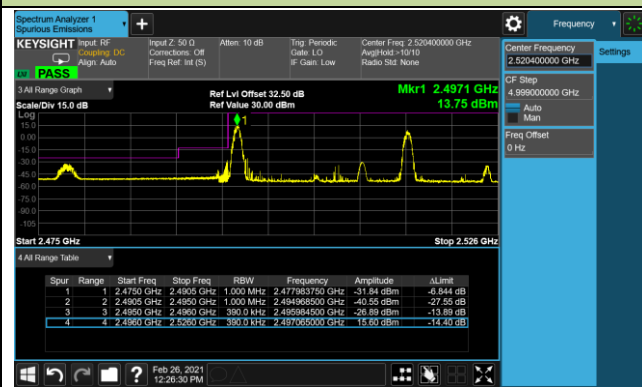 Spectrum Analyzer 1
Spurious Emissions
Frequency
KEYSIGHT
Input: RF
Coupling: DC
Align: Auto
Input Z: 50 Ω
Corrections: Off
Freq Ref: Int (S)
Atten: 10 dB
Trig: Periodic
Gate: LO
IF Gain: Low
Center Freq: 2.520400000 GHz
Avg|Hold:>10/10
Radio Std: None
PASS
Center Frequency
2.520400000 GHz
Settings
CF Step
4.999000000 GHz
Auto
Man
Freq Offset
0 Hz
3 All Range Graph
Scale/Div 15.0 dB
Ref Lvl Offset 32.50 dB
Ref Value 30.00 dBm
Mkr1 2.4971 GHz
13.75 dBm
Log
15.0
0.00
-15.0
-30.0
-45.0
-60.0
-75.0
-90.0
-105
1
Start 2.475 GHz
Stop 2.526 GHz
4 All Range Table
Spur Range Start Freq Stop Freq RBW Frequency Amplitude ΔLimit
1 1 2.4750 GHz 2.4905 GHz 1.000 MHz 2.477983750 GHz -31.84 dBm -6.844 dB
2 2 2.4905 GHz 2.4950 GHz 1.000 MHz 2.494968500 GHz -40.55 dBm -27.55 dB
3 3 2.4950 GHz 2.4960 GHz 390.0 kHz 2.495984500 GHz -26.89 dBm -13.89 dB
4 4 2.4960 GHz 2.5260 GHz 390.0 kHz 2.497065000 GHz 15.60 dBm -14.40 dB
Feb 26, 2021
12:26:30 PM